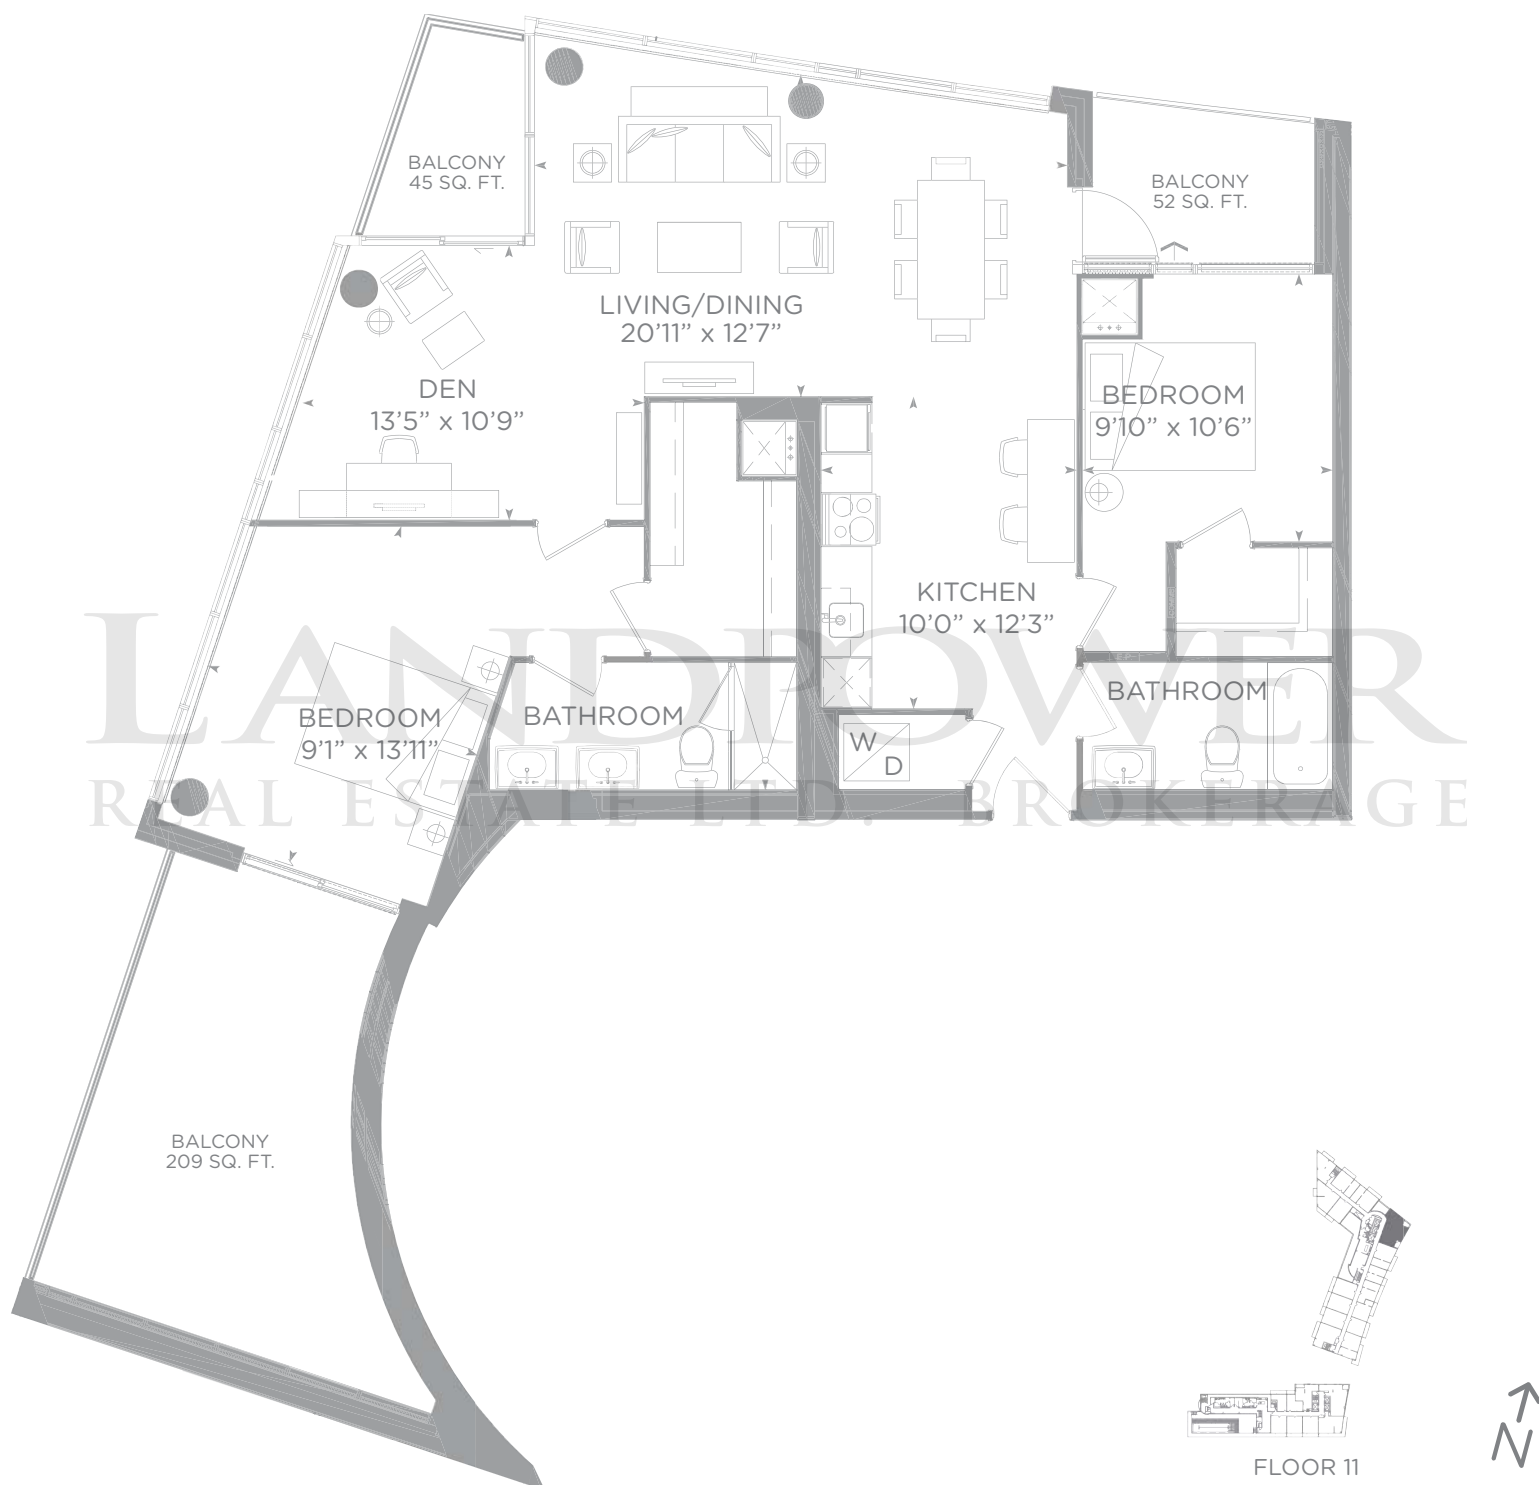 BALCONY
45 SQ. FT.
BALCONY
52 SQ. FT.
LIVING/DINING
20’11” x 12’7”
DEN
13’5” x 10’9”
BEDROOM
9’10” x 10’6”
KITCHEN
10’0” x 12’3”
LANDPOWER
REAL ESTATE LTD. BROKERAGE
BEDROOM
9’1” x 13’11”
BATHROOM
BATHROOM
W
D
BALCONY
209 SQ. FT.
FLOOR 11
N